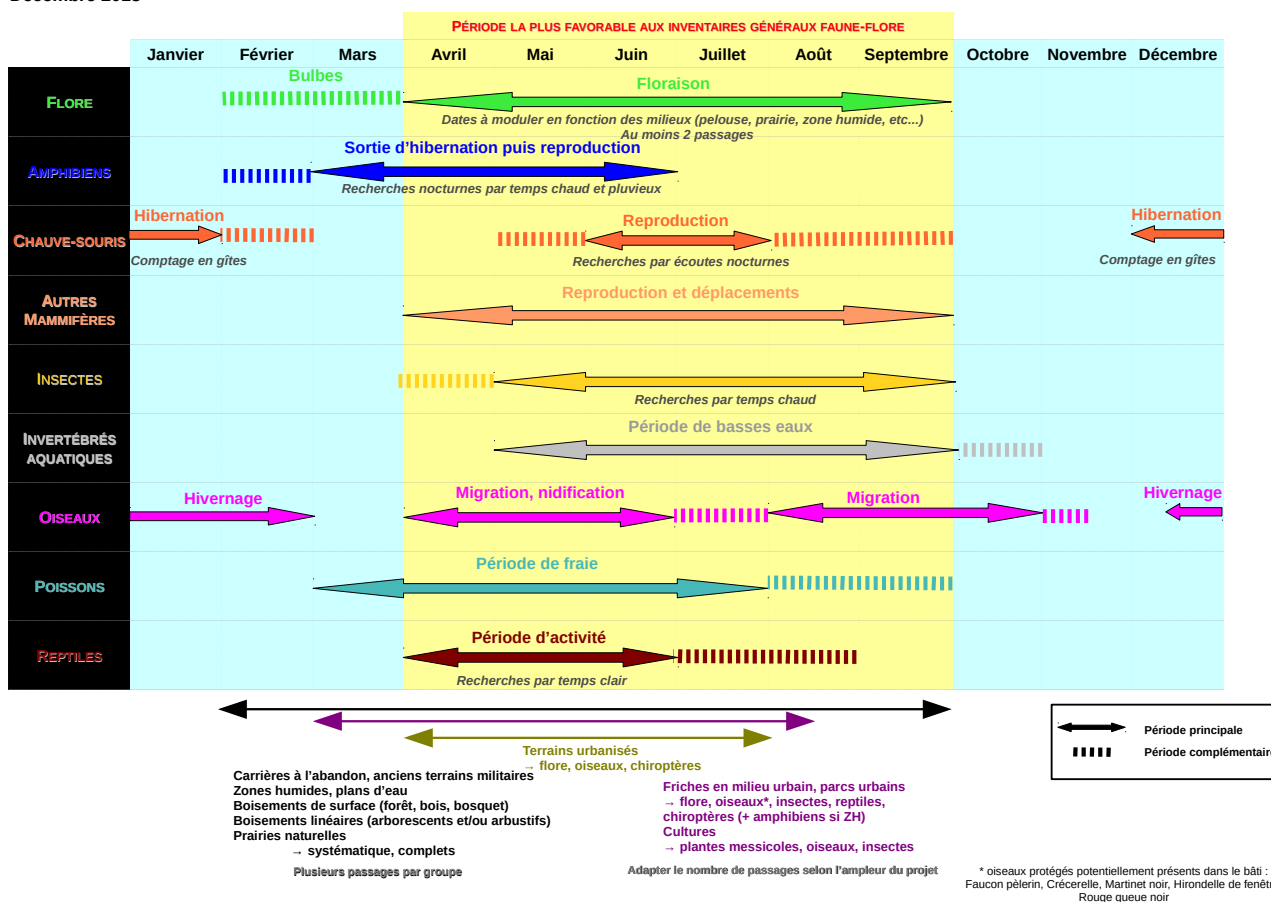 PÉRIODE LA PLUS FAVORABLE AUX INVENTAIRES GÉNÉRAUX FAUNE-FLORE
Janvier Février Mars Avril Mai Juin Juillet Août Septembre Octobre Novembre Décembre
FLORE
Bulbes
Floraison
Dates à moduler en fonction des milieux (pelouse, prairie, zone humide, etc...)
Au moins 2 passages
AMPHIBIENS
Sortie d'hibernation puis reproduction
Recherches nocturnes par temps chaud et pluvieux
CHAUVE-SOURIS
Hibernation
Reproduction
Hibernation
Comptage en gîtes
Recherches par écoutes nocturnes
Comptage en gîtes
AUTRES
MAMMIFÈRES
Reproduction et déplacements
INSECTES
Recherches par temps chaud
INVERTÉBRÉS
AQUATIQUES
Période de basses eaux
OISEAUX
Hivernage
Migration, nidification
Migration
Hivernage
POISSONS
Période de fraie
REPTILES
Période d'activité
Recherches par temps clair
Terrains urbanisés
→ flore, oiseaux, chiroptères
Carrières à l'abandon, anciens terrains militaires
Zones humides, plans d'eau
Boisements de surface (forêt, bois, bosquet)
Boisements linéaires (arborescents et/ou arbustifs)
Prairies naturelles
→ systématique, complets
Plusieurs passages par groupe
Friches en milieu urbain, parcs urbains
→ flore, oiseaux*, insectes, reptiles,
chiroptères (+ amphibiens si ZH)
Cultures
→ plantes messicoles, oiseaux, insectes
Adapter le nombre de passages selon l'ampleur du projet
Période principale
Période complémentaire
* oiseaux protégés potentiellement présents dans le bâti :
Faucon pèlerin, Crécerelle, Martinet noir, Hirondelle de fenêtr
Rouge queue noir